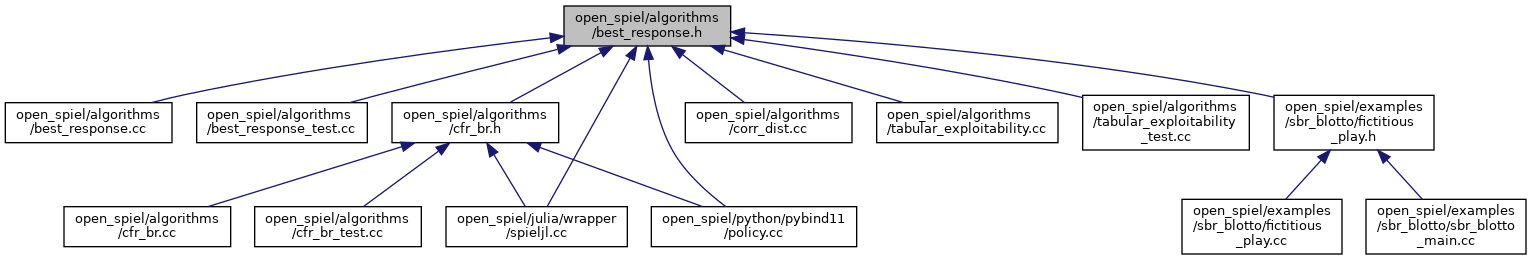 open_spiel/algorithms
/best_response.h
open_spiel/algorithms
/best_response.cc
open_spiel/algorithms
/best_response_test.cc
open_spiel/algorithms
/cfr_br.h
open_spiel/algorithms
/corr_dist.cc
open_spiel/algorithms
/tabular_exploitability.cc
open_spiel/algorithms
/tabular_exploitability
_test.cc
open_spiel/examples
/sbr_blotto/fictitious
_play.h
open_spiel/algorithms
/cfr_br.cc
open_spiel/algorithms
/cfr_br_test.cc
open_spiel/julia/wrapper
/spieljl.cc
open_spiel/python/pybind11
/policy.cc
open_spiel/examples
/sbr_blotto/fictitious
_play.cc
open_spiel/examples
/sbr_blotto/sbr_blotto
_main.cc